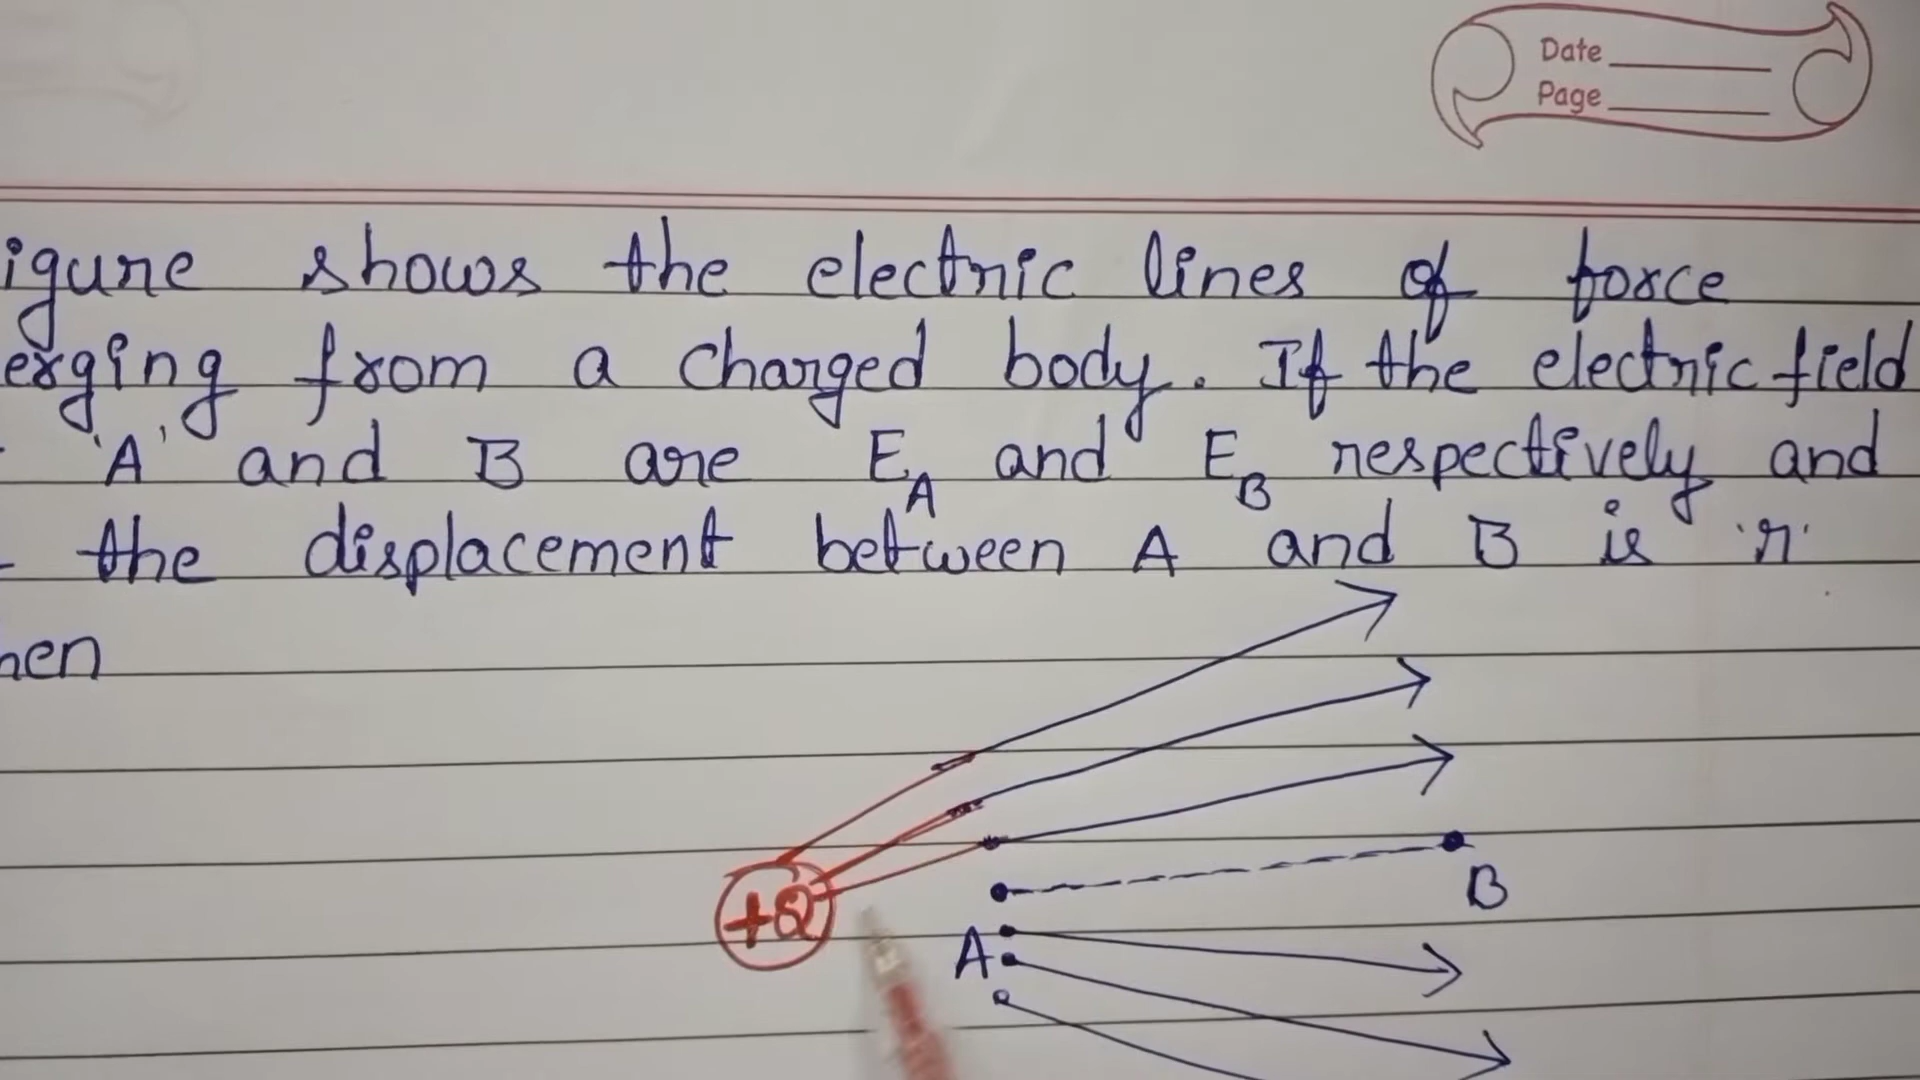 Date
Page
igure shows the electric lines of force
erging from a charged body. If the electric field
'A' and B are E_A and E_B respectively and
the displacement between A and B is 'r'
hen
+Q
B
A